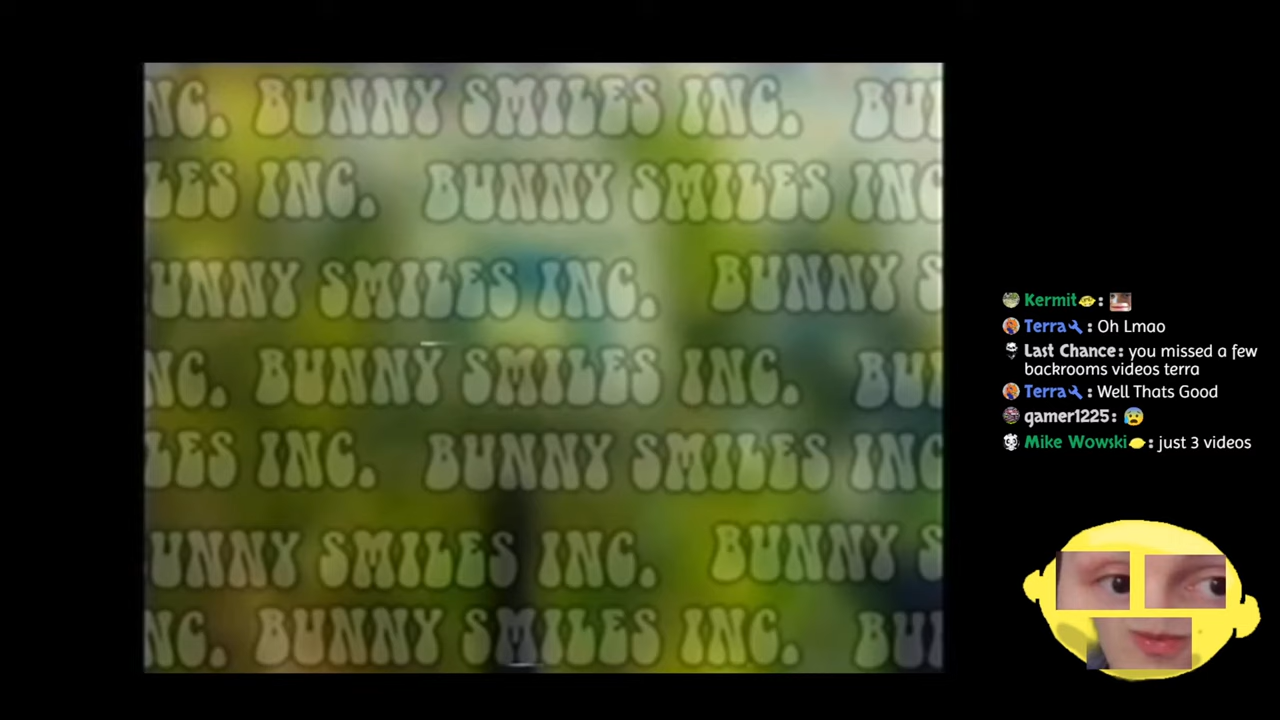 NC. BUNNY SMILES INC. BU
LES INC. BUNNY SMILES INC
UNNY SMILES INC. BUNNY S
NC. BUNNY SMILES INC. BU
LES INC. BUNNY SMILES INC
UNNY SMILES INC. BUNNY S
NC. BUNNY SMILES INC. BU
Kermit:
Terra: Oh Lmao
Last Chance: you missed a few
backrooms videos terra
Terra: Well Thats Good
gamer1225:
Mike Wowski: just 3 videos